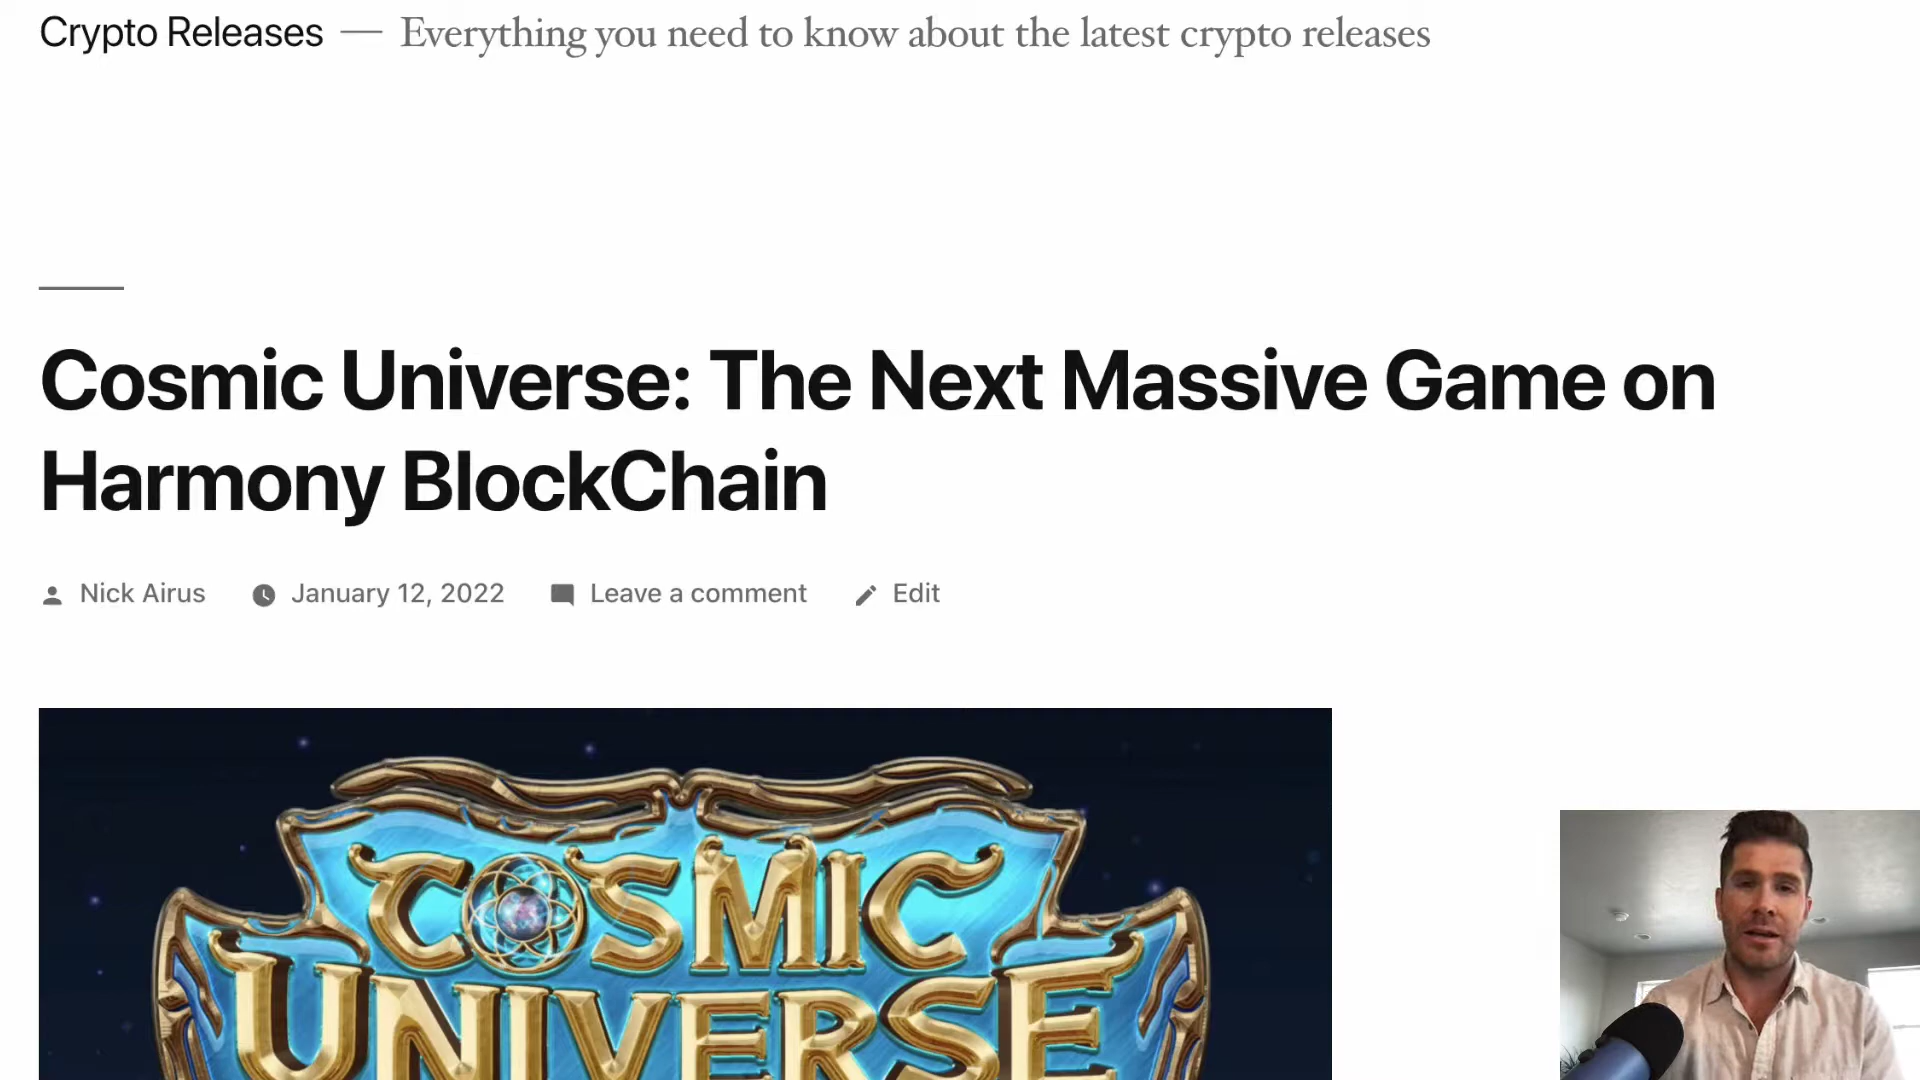 Crypto Releases — Everything you need to know about the latest crypto releases
Cosmic Universe: The Next Massive Game on
Harmony BlockChain
Nick Airus January 12, 2022 Leave a comment Edit
COSMIC
UNIVERSE